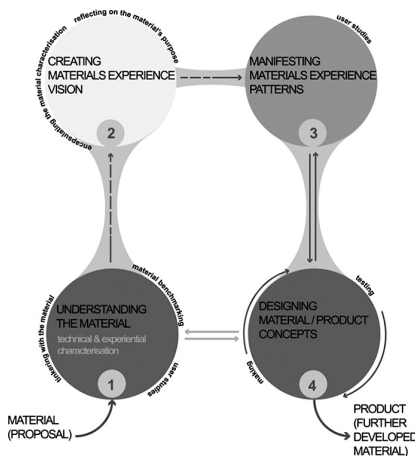 reflecting on the material's purpose
encapsulating the material characterisation
CREATING
MATERIALS EXPERIENCE
VISION
2
user studies
MANIFESTING
MATERIALS EXPERIENCE
PATTERNS
3
tinkering with the material
material benchmarking
user studies
UNDERSTANDING
THE MATERIAL
technical & experiential
characterisation
1
testing
making
DESIGNING
MATERIAL / PRODUCT
CONCEPTS
4
MATERIAL
(PROPOSAL)
PRODUCT
(FURTHER
DEVELOPED
MATERIAL)